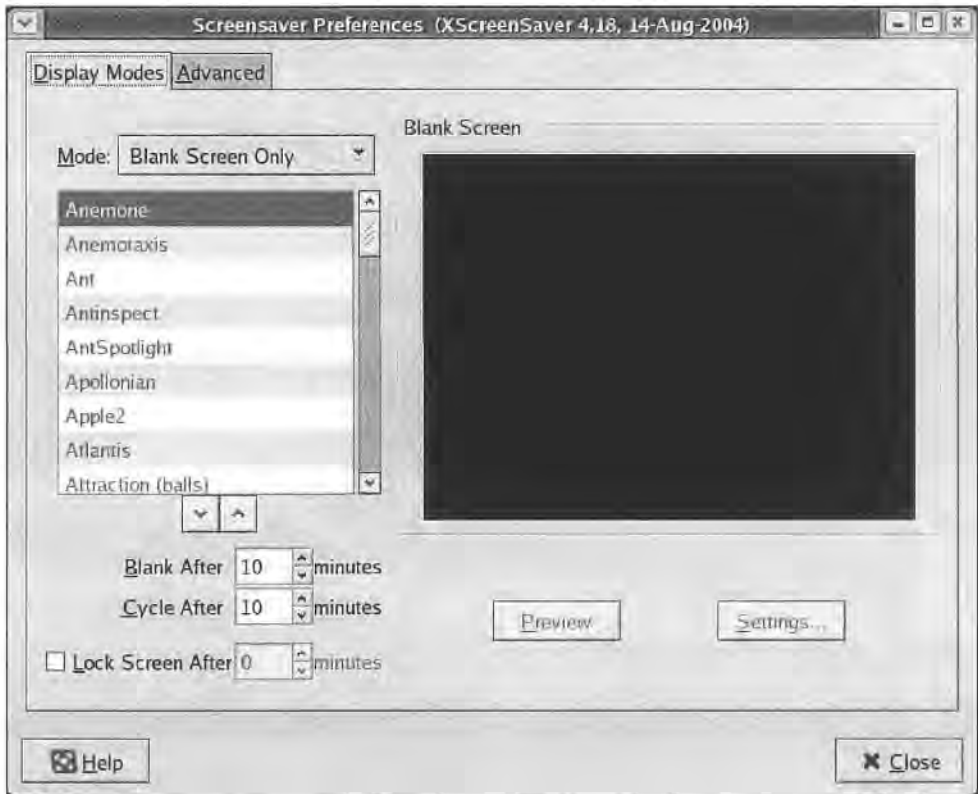 Screensaver Preferences (XScreenSaver 4.18, 14-Aug-2004)
Display Modes
Advanced
Mode: Blank Screen Only
Anemone
Anemotaxis
Ant
Antinspect
AntSpotlight
Apollonian
Apple2
Atlantis
Attraction (balls)
Blank After 10 minutes
Cycle After 10 minutes
Lock Screen After 0 minutes
Blank Screen
Preview
Settings...
Help
Close